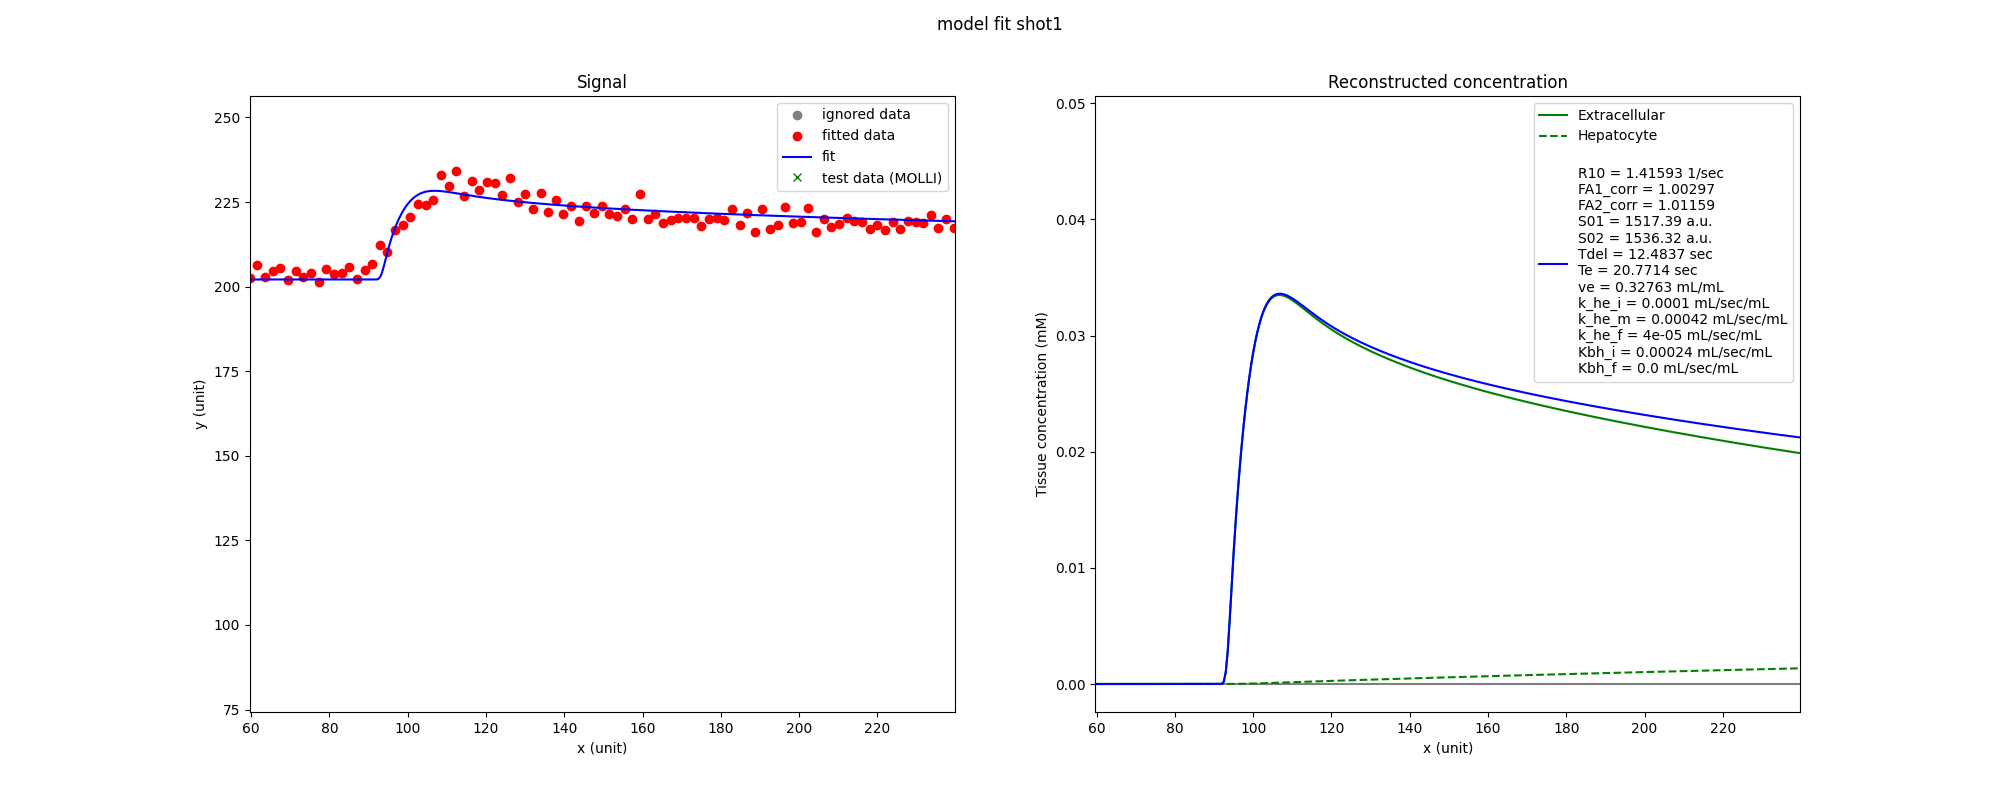 model fit shot1
Signal
250
225
200
175
150
125
100
75
60
80
100
120
140
160
180
200
220
x (unit)
y (unit)
ignored data
fitted data
fit
test data (MOLLI)
Reconstructed concentration
0.05
0.04
0.03
0.02
0.01
0.00
60
80
100
120
140
160
180
200
220
x (unit)
Tissue concentration (mM)
Extracellular
Hepatocyte
R10 = 1.41593 1/sec
FA1_corr = 1.00297
FA2_corr = 1.01159
S01 = 1517.39 a.u.
S02 = 1536.32 a.u.
Tdel = 12.4837 sec
Te = 20.7714 sec
ve = 0.32763 mL/mL
k_he_i = 0.0001 mL/sec/mL
k_he_m = 0.00042 mL/sec/mL
k_he_f = 4e-05 mL/sec/mL
Kbh_i = 0.00024 mL/sec/mL
Kbh_f = 0.0 mL/sec/mL